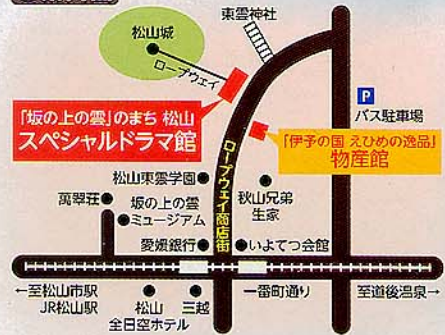 東雲神社
松山城
ロープウェイ
P
バス駐車場
「坂の上の雲」のまち 松山
スペシャルドラマ館
「伊予の国 えひめの逸品」
物産館
ロープウェイ商店街
松山東雲学園
秋山兄弟
生家
萬翠荘
坂の上の雲
ミュージアム
愛媛銀行
いよてつ会館
←至松山市駅
JR松山駅
松山
全日空ホテル
三越
一番町通り
至道後温泉→